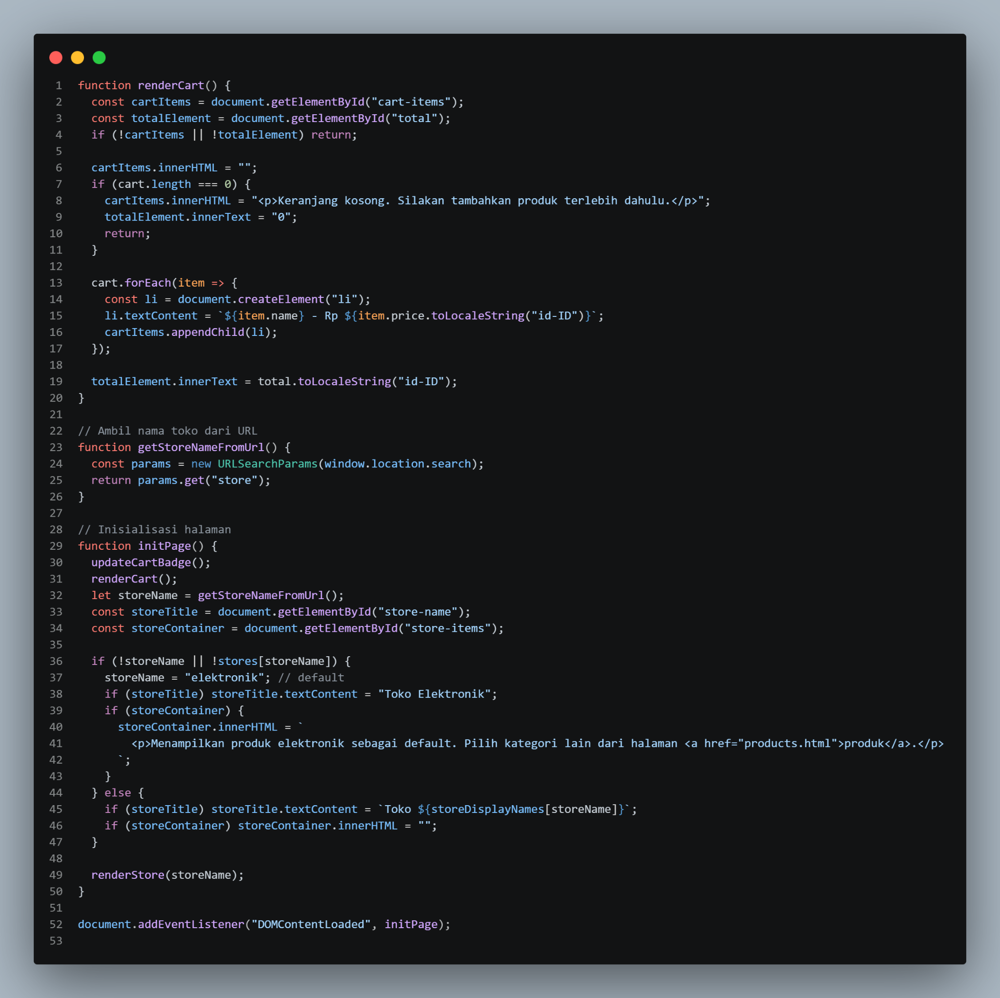 1 function renderCart() {
2   const cartItems = document.getElementById("cart-items");
3   const totalElement = document.getElementById("total");
4   if (!cartItems || !totalElement) return;
5
6   cartItems.innerHTML = "";
7   if (cart.length === 0) {
8     cartItems.innerHTML = "<p>Keranjang kosong. Silakan tambahkan produk terlebih dahulu.</p>";
9     totalElement.innerText = "0";
10     return;
11   }
12
13   cart.forEach(item => {
14     const li = document.createElement("li");
15     li.textContent = `${item.name} - Rp ${item.price.toLocaleString("id-ID")}`;
16     cartItems.appendChild(li);
17   });
18
19   totalElement.innerText = total.toLocaleString("id-ID");
20 }
21
22 // Ambil nama toko dari URL
23 function getStoreNameFromUrl() {
24   const params = new URLSearchParams(window.location.search);
25   return params.get("store");
26 }
27
28 // Inisialisasi halaman
29 function initPage() {
30   updateCartBadge();
31   renderCart();
32   let storeName = getStoreNameFromUrl();
33   const storeTitle = document.getElementById("store-name");
34   const storeContainer = document.getElementById("store-items");
35
36   if (!storeName || !stores[storeName]) {
37     storeName = "elektronik"; // default
38     if (storeTitle) storeTitle.textContent = "Toko Elektronik";
39     if (storeContainer) {
40       storeContainer.innerHTML = `
41         <p>Menampilkan produk elektronik sebagai default. Pilih kategori lain dari halaman <a href="products.html">produk</a>.</p>
42       `;
43     }
44   } else {
45     if (storeTitle) storeTitle.textContent = `Toko ${storeDisplayNames[storeName]}`;
46     if (storeContainer) storeContainer.innerHTML = "";
47   }
48
49   renderStore(storeName);
50 }
51
52 document.addEventListener("DOMContentLoaded", initPage);
53